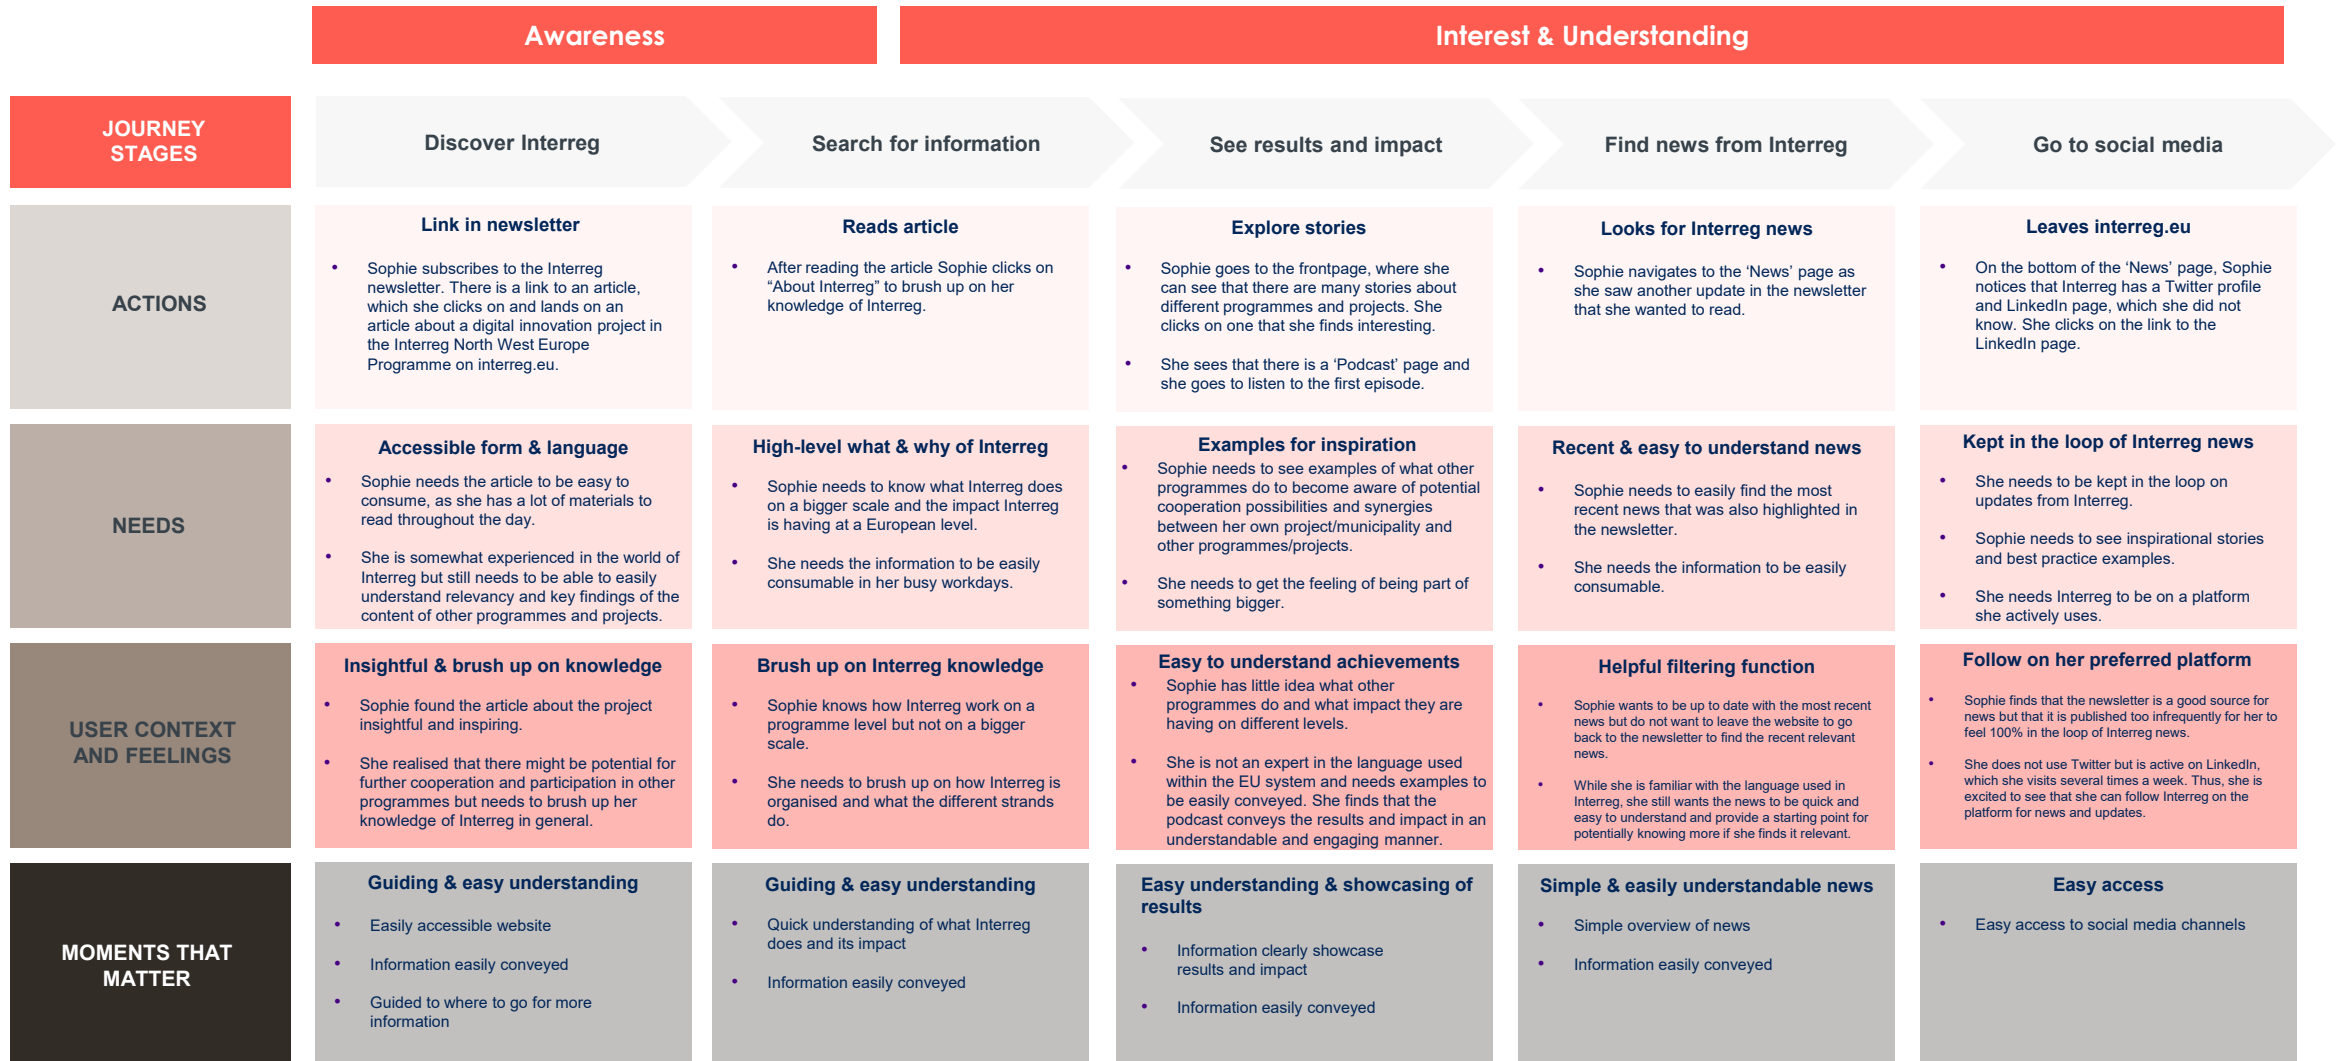 Awareness
Interest & Understanding
JOURNEY
STAGES
Discover Interreg
Search for information
See results and impact
Find news from Interreg
Go to social media
ACTIONS
Link in newsletter
• Sophie subscribes to the Interreg
newsletter. There is a link to an article,
which she clicks on and lands on an
article about a digital innovation project in
the Interreg North West Europe
Programme on interreg.eu.
Reads article
• After reading the article Sophie clicks on
“About Interreg” to brush up on her
knowledge of Interreg.
Explore stories
• Sophie goes to the frontpage, where she
can see that there are many stories about
different programmes and projects. She
clicks on one that she finds interesting.
• She sees that there is a ‘Podcast’ page and
she goes to listen to the first episode.
Looks for Interreg news
• Sophie navigates to the ‘News’ page as
she saw another update in the newsletter
that she wanted to read.
Leaves interreg.eu
• On the bottom of the ‘News’ page, Sophie
notices that Interreg has a Twitter profile
and LinkedIn page, which she did not
know. She clicks on the link to the
LinkedIn page.
NEEDS
Accessible form & language
• Sophie needs the article to be easy to
consume, as she has a lot of materials to
read throughout the day.
• She is somewhat experienced in the world of
Interreg but still needs to be able to easily
understand relevancy and key findings of the
content of other programmes and projects.
High-level what & why of Interreg
• Sophie needs to know what Interreg does
on a bigger scale and the impact Interreg
is having at a European level.
• She needs the information to be easily
consumable in her busy workdays.
Examples for inspiration
• Sophie needs to see examples of what other
programmes do to become aware of potential
cooperation possibilities and synergies
between her own project/municipality and
other programmes/projects.
• She needs to get the feeling of being part of
something bigger.
Recent & easy to understand news
• Sophie needs to easily find the most
recent news that was also highlighted in
the newsletter.
• She needs the information to be easily
consumable.
Kept in the loop of Interreg news
• She needs to be kept in the loop on
updates from Interreg.
• Sophie needs to see inspirational stories
and best practice examples.
• She needs Interreg to be on a platform
she actively uses.
USER CONTEXT
AND FEELINGS
Insightful & brush up on knowledge
• Sophie found the article about the project
insightful and inspiring.
• She realised that there might be potential for
further cooperation and participation in other
programmes but needs to brush up her
knowledge of Interreg in general.
Brush up on Interreg knowledge
• Sophie knows how Interreg work on a
programme level but not on a bigger
scale.
• She needs to brush up on how Interreg is
organised and what the different strands
do.
Easy to understand achievements
• Sophie has little idea what other
programmes do and what impact they are
having on different levels.
• She is not an expert in the language used
within the EU system and needs examples to
be easily conveyed. She finds that the
podcast conveys the results and impact in an
understandable and engaging manner.
Helpful filtering function
• Sophie wants to be up to date with the most recent
news but do not want to leave the website to go
back to the newsletter to find the recent relevant
news.
• While she is familiar with the language used in
Interreg, she still wants the news to be quick and
easy to understand and provide a starting point for
potentially knowing more if she finds it relevant.
Follow on her preferred platform
• Sophie finds that the newsletter is a good source for
news but that it is published too infrequently for her to
feel 100% in the loop of Interreg news.
• She does not use Twitter but is active on LinkedIn,
which she visits several times a week. Thus, she is
excited to see that she can follow Interreg on the
platform for news and updates.
MOMENTS THAT
MATTER
Guiding & easy understanding
• Easily accessible website
• Information easily conveyed
• Guided to where to go for more
information
Guiding & easy understanding
• Quick understanding of what Interreg
does and its impact
• Information easily conveyed
Easy understanding & showcasing of
results
• Information clearly showcase
results and impact
• Information easily conveyed
Simple & easily understandable news
• Simple overview of news
• Information easily conveyed
Easy access
• Easy access to social media channels